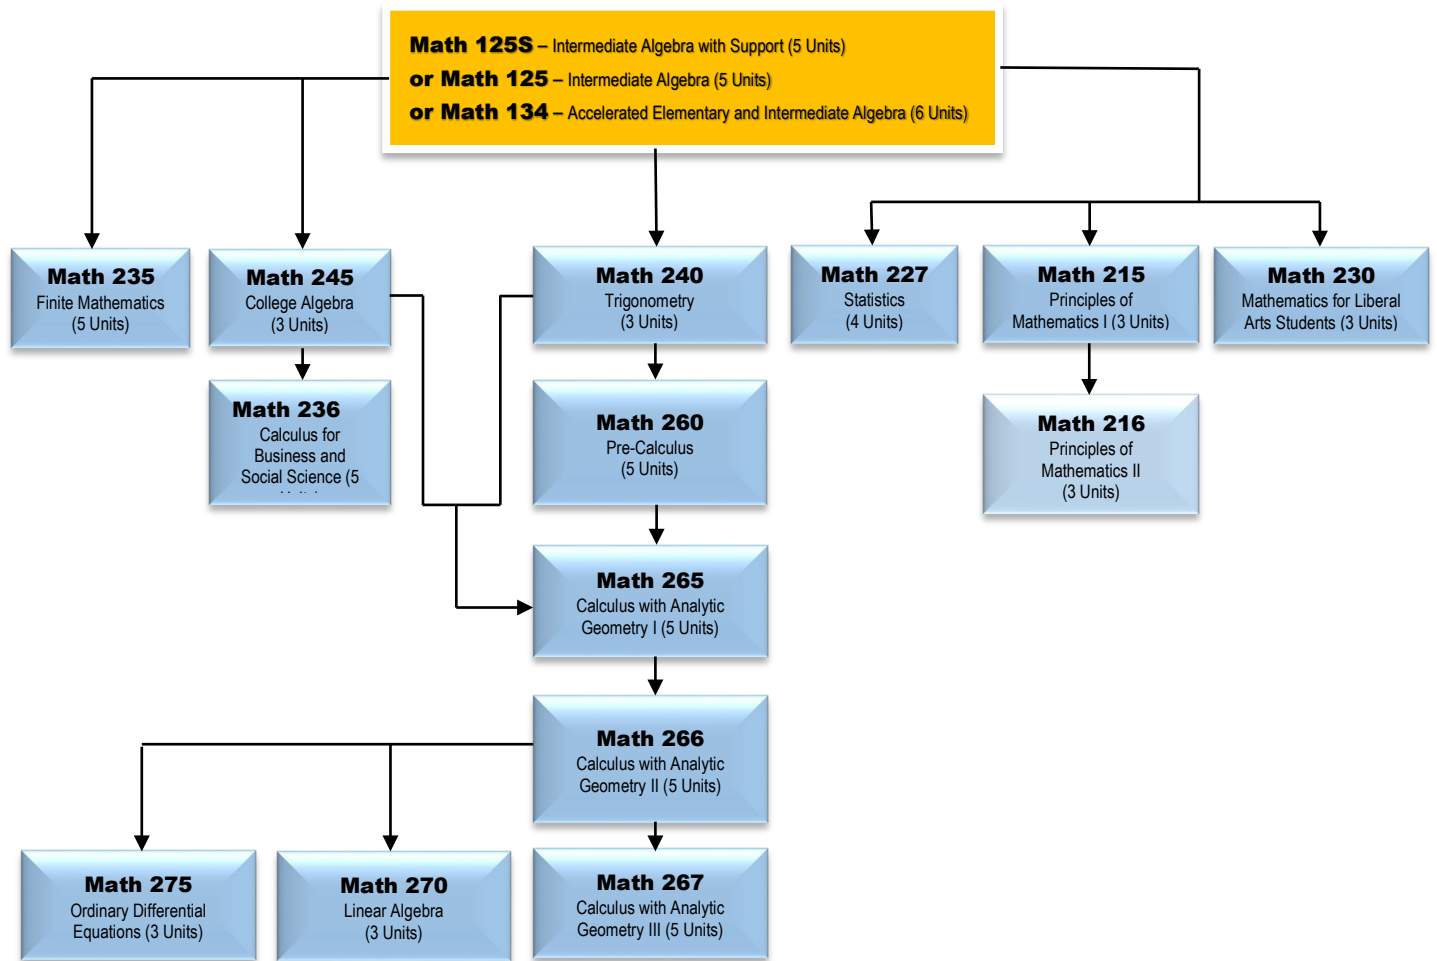 Math 125S – Intermediate Algebra with Support (5 Units)
or Math 125 – Intermediate Algebra (5 Units)
or Math 134 – Accelerated Elementary and Intermediate Algebra (6 Units)
Math 235
Finite Mathematics
(5 Units)
Math 245
College Algebra
(3 Units)
Math 240
Trigonometry
(3 Units)
Math 227
Statistics
(4 Units)
Math 215
Principles of
Mathematics I (3 Units)
Math 230
Mathematics for Liberal
Arts Students (3 Units)
Math 236
Calculus for
Business and
Social Science (5
Math 260
Pre-Calculus
(5 Units)
Math 216
Principles of
Mathematics II
(3 Units)
Math 265
Calculus with Analytic
Geometry I (5 Units)
Math 266
Calculus with Analytic
Geometry II (5 Units)
Math 275
Ordinary Differential
Equations (3 Units)
Math 270
Linear Algebra
(3 Units)
Math 267
Calculus with Analytic
Geometry III (5 Units)